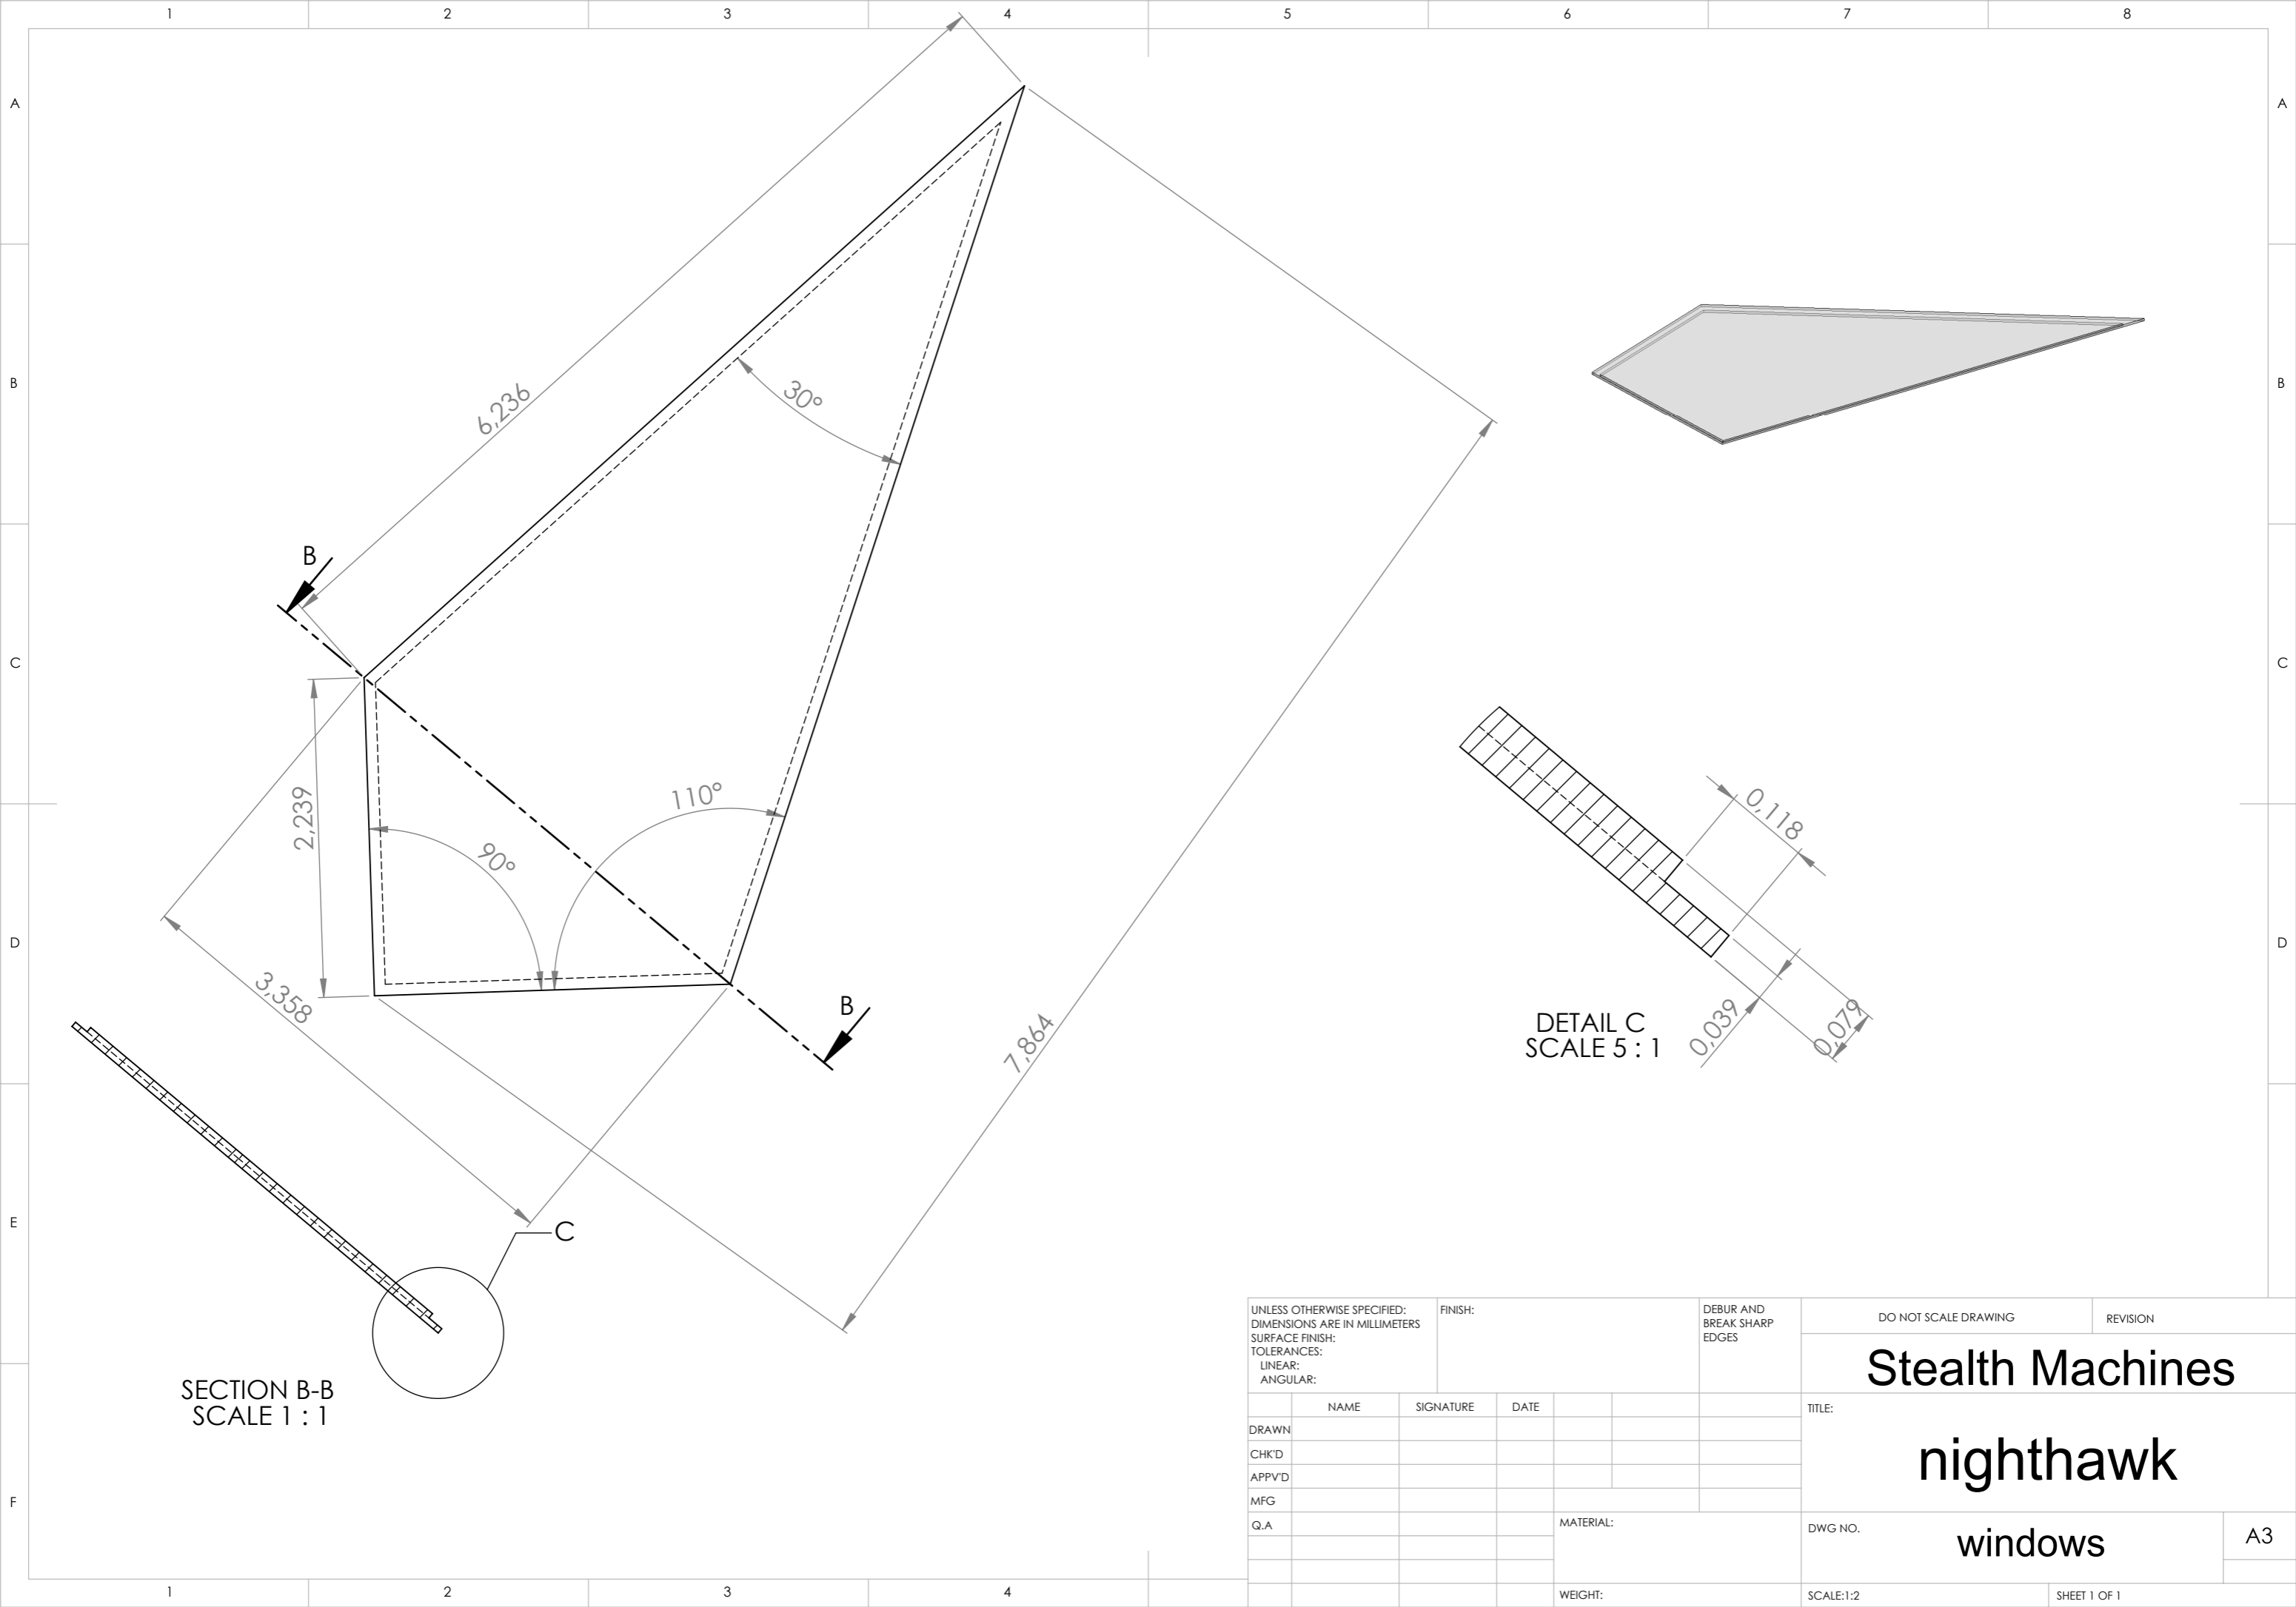 1 2 3 4 5 6 7 8
A A
6,236
30°
B B
B
C C
2,239
90°
110°
0,118
D D
3,358
B
7,864
0,039
0,079
DETAIL C
SCALE 5 : 1
E E
C
SECTION B-B
SCALE 1 : 1
F
UNLESS OTHERWISE SPECIFIED:
DIMENSIONS ARE IN MILLIMETERS
SURFACE FINISH:
TOLERANCES:
LINEAR:
ANGULAR:
FINISH:
DEBUR AND
BREAK SHARP
EDGES
DO NOT SCALE DRAWING
REVISION
Stealth Machines
NAME SIGNATURE DATE
DRAWN
CHK'D
APPV'D
MFG
Q.A
TITLE:
nighthawk
MATERIAL:
DWG NO.
windows
A3
WEIGHT:
SCALE:1:2
SHEET 1 OF 1
1 2 3 4